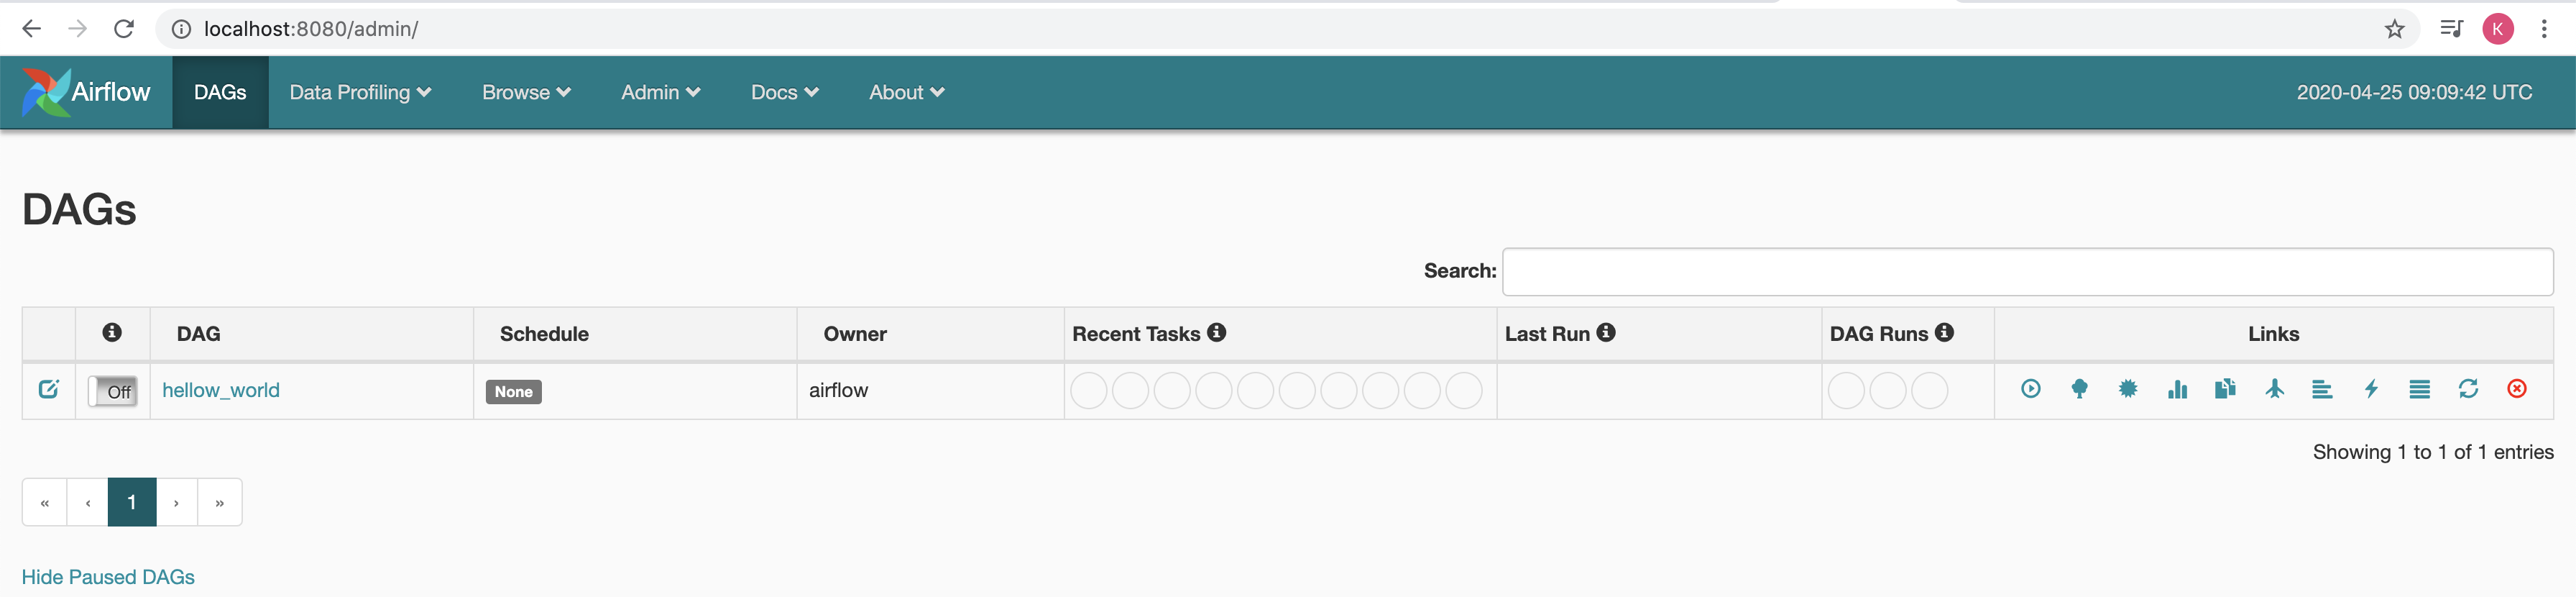 localhost:8080/admin/
K
Airflow DAGs Data Profiling Browse Admin Docs About 2020-04-25 09:09:42 UTC
DAGs
Search:
DAG Schedule Owner Recent Tasks Last Run DAG Runs Links
Off hellow_world None airflow
Showing 1 to 1 of 1 entries
« ‹ 1 › »
Hide Paused DAGs